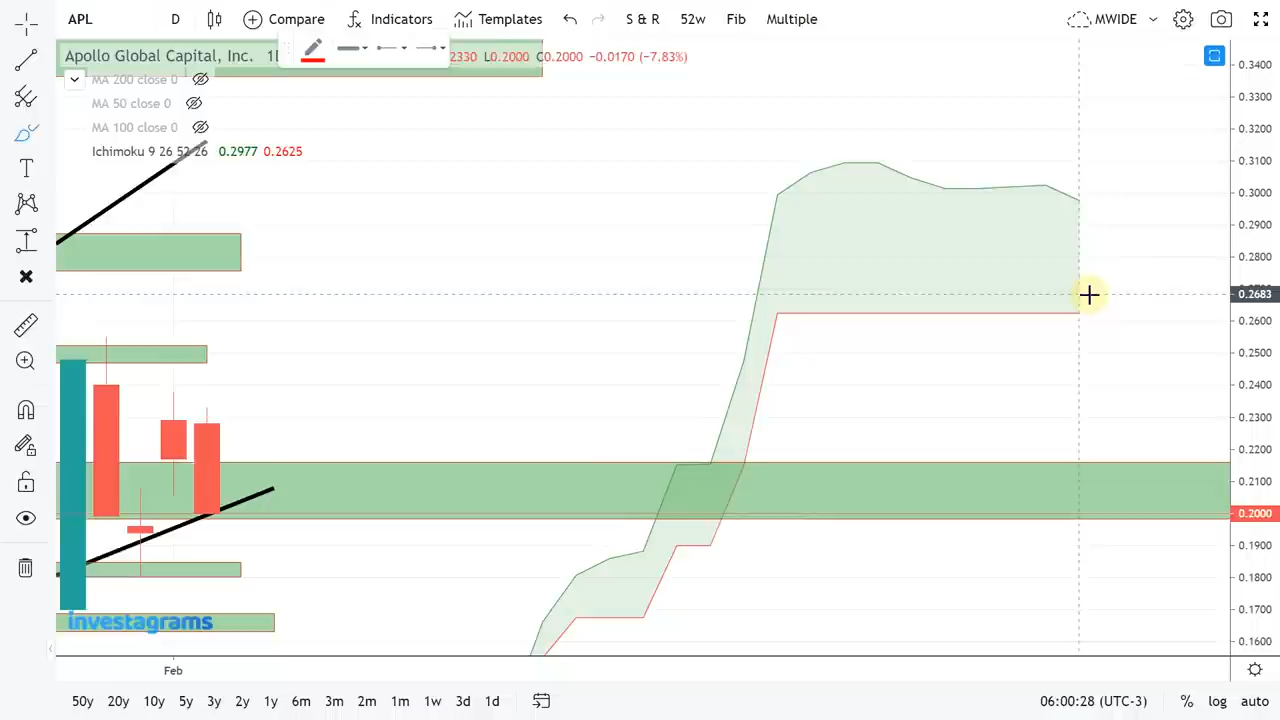 APL D Compare Indicators Templates S & R 52w Fib Multiple MWIDE
Apollo Global Capital, Inc. 2330 L0.2000 C0.2000 −0.0170 (−7.83%)
MA 200 close 0
MA 50 close 0
MA 100 close 0
Ichimoku 9 26 52 26 0.2977 0.2625
0.3400
0.3300
0.3200
0.3100
0.3000
0.2900
0.2800
0.2683
0.2600
0.2500
0.2400
0.2300
0.2200
0.2100
0.2000
0.1900
0.1800
0.1700
0.1600
investagrams
Feb
50y 20y 10y 5y 3y 2y 1y 6m 3m 2m 1m 1w 3d 1d 06:00:28 (UTC-3) % log auto